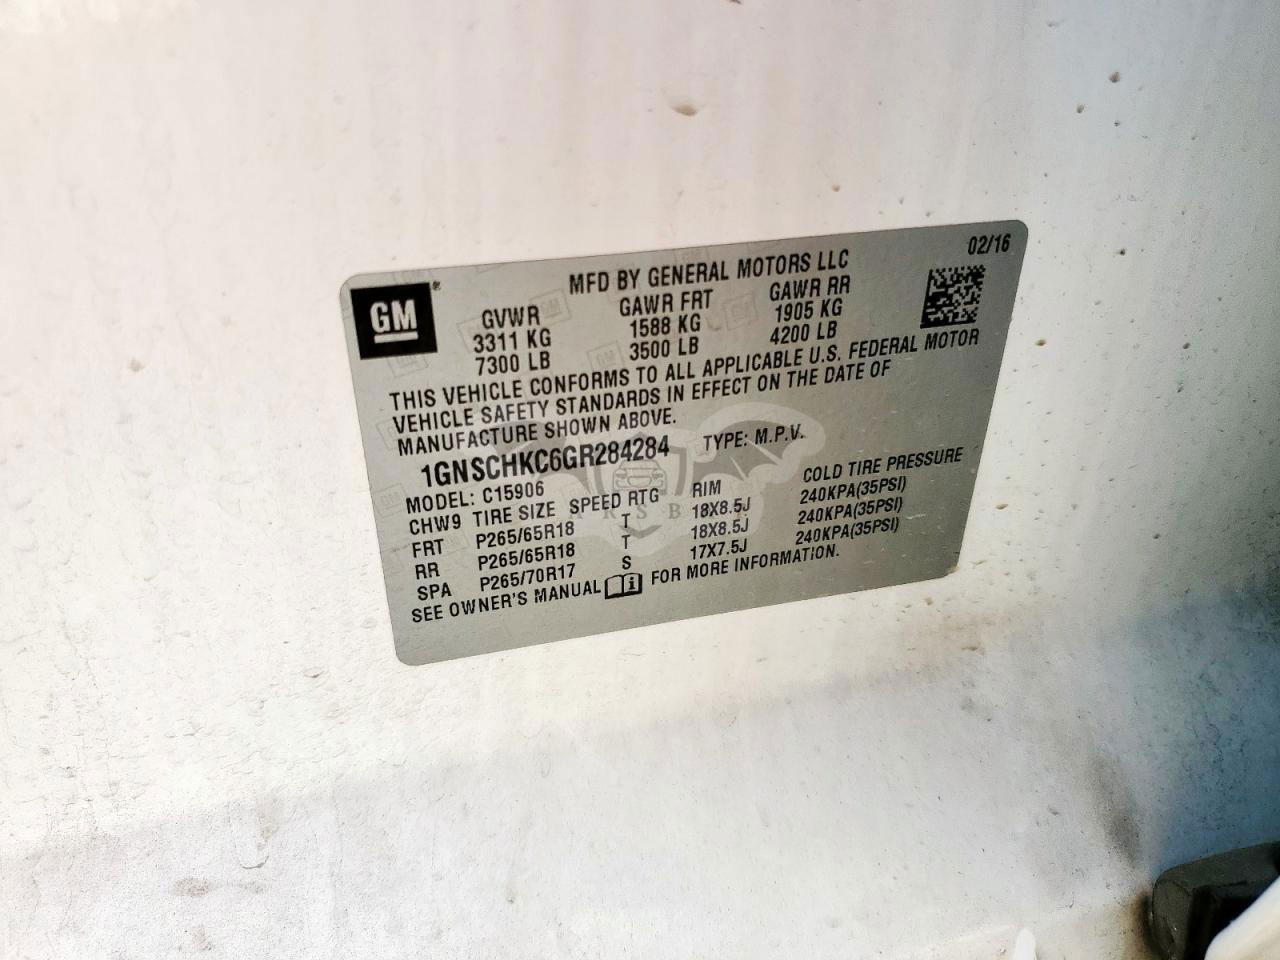 02/16
GM
MFD BY GENERAL MOTORS LLC
GVWR GAWR FRT GAWR RR
3311 KG 1588 KG 1905 KG
7300 LB 3500 LB 4200 LB
THIS VEHICLE CONFORMS TO ALL APPLICABLE U.S. FEDERAL MOTOR
VEHICLE SAFETY STANDARDS IN EFFECT ON THE DATE OF
MANUFACTURE SHOWN ABOVE.
1GNSCHKC6GR284284 TYPE: M.P.V.
MODEL: C15906
CHW9 TIRE SIZE SPEED RTG RIM COLD TIRE PRESSURE
FRT P265/65R18 T 18X8.5J 240KPA(35PSI)
RR P265/65R18 T 18X8.5J 240KPA(35PSI)
SPA P265/70R17 S 17X7.5J 240KPA(35PSI)
SEE OWNER'S MANUAL FOR MORE INFORMATION.